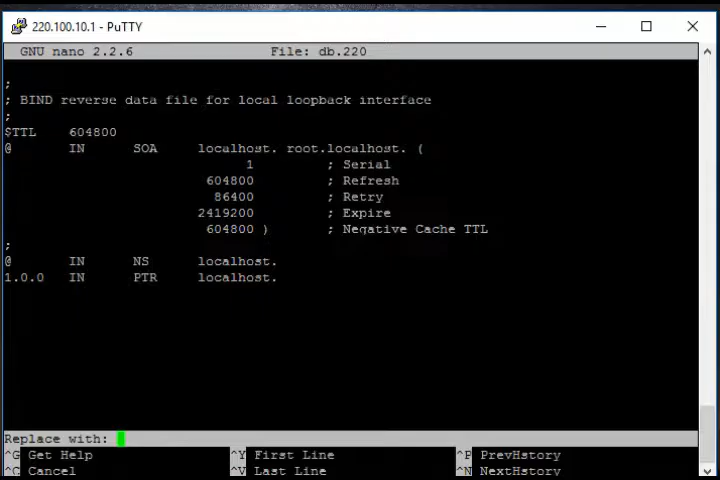 220.100.10.1 - PuTTY
GNU nano 2.2.6 File: db.220
;
; BIND reverse data file for local loopback interface
;
$TTL 604800
@ IN SOA localhost. root.localhost. (
1 ; Serial
604800 ; Refresh
86400 ; Retry
2419200 ; Expire
604800 ) ; Negative Cache TTL
;
@ IN NS localhost.
1.0.0 IN PTR localhost.
Replace with:
^G Get Help ^Y First Line ^P PrevHstory
^C Cancel ^V Last Line ^N NextHstory